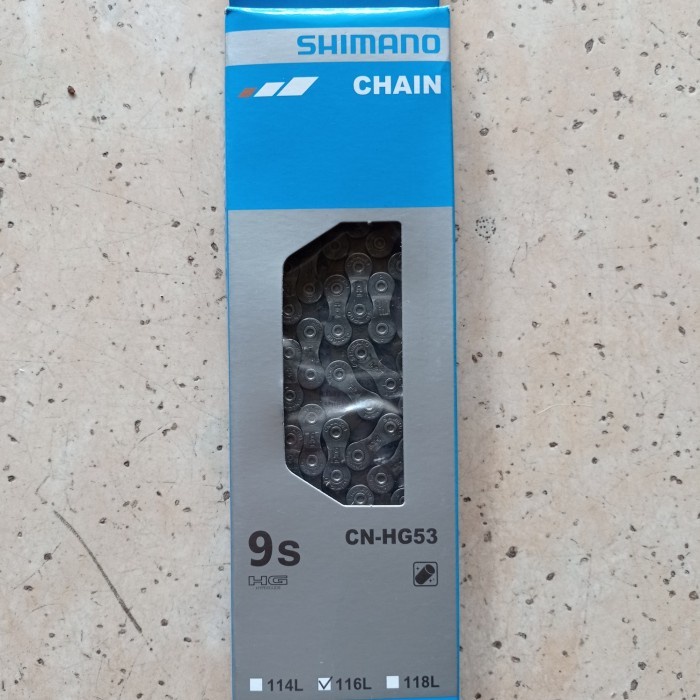 SHIMANO
CHAIN
9s
CN-HG53
HG
114L 116L 118L